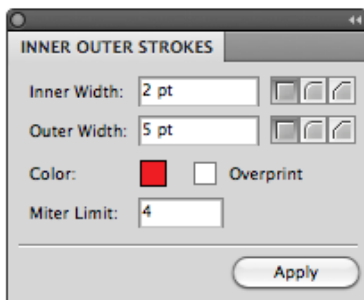 INNER OUTER STROKES
Inner Width: 2 pt
Outer Width: 5 pt
Color: Overprint
Miter Limit: 4
Apply